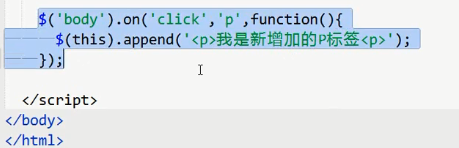 $('body').on('click','p',function(){
$(this).append('<p>我是新增加的P标签<p>');
});
</script>
</body>
</html>